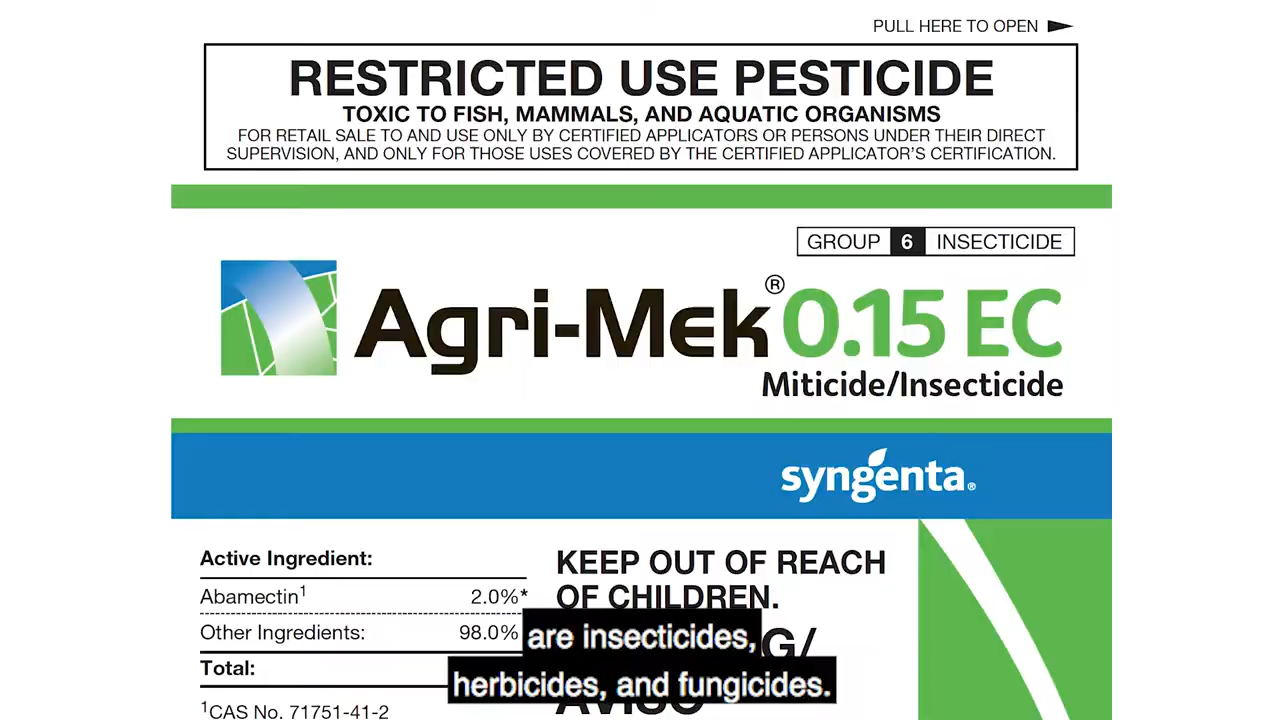 PULL HERE TO OPEN
RESTRICTED USE PESTICIDE
TOXIC TO FISH, MAMMALS, AND AQUATIC ORGANISMS
FOR RETAIL SALE TO AND USE ONLY BY CERTIFIED APPLICATORS OR PERSONS UNDER THEIR DIRECT
SUPERVISION, AND ONLY FOR THOSE USES COVERED BY THE CERTIFIED APPLICATOR'S CERTIFICATION.
GROUP 6 INSECTICIDE
Agri-Mek® 0.15 EC
Miticide/Insecticide
syngenta®
Active Ingredient:
Abamectin¹ 2.0%*
Other Ingredients: 98.0%
Total:
¹CAS No. 71751-41-2
KEEP OUT OF REACH
OF CHILDREN.
are insecticides,
herbicides, and fungicides.